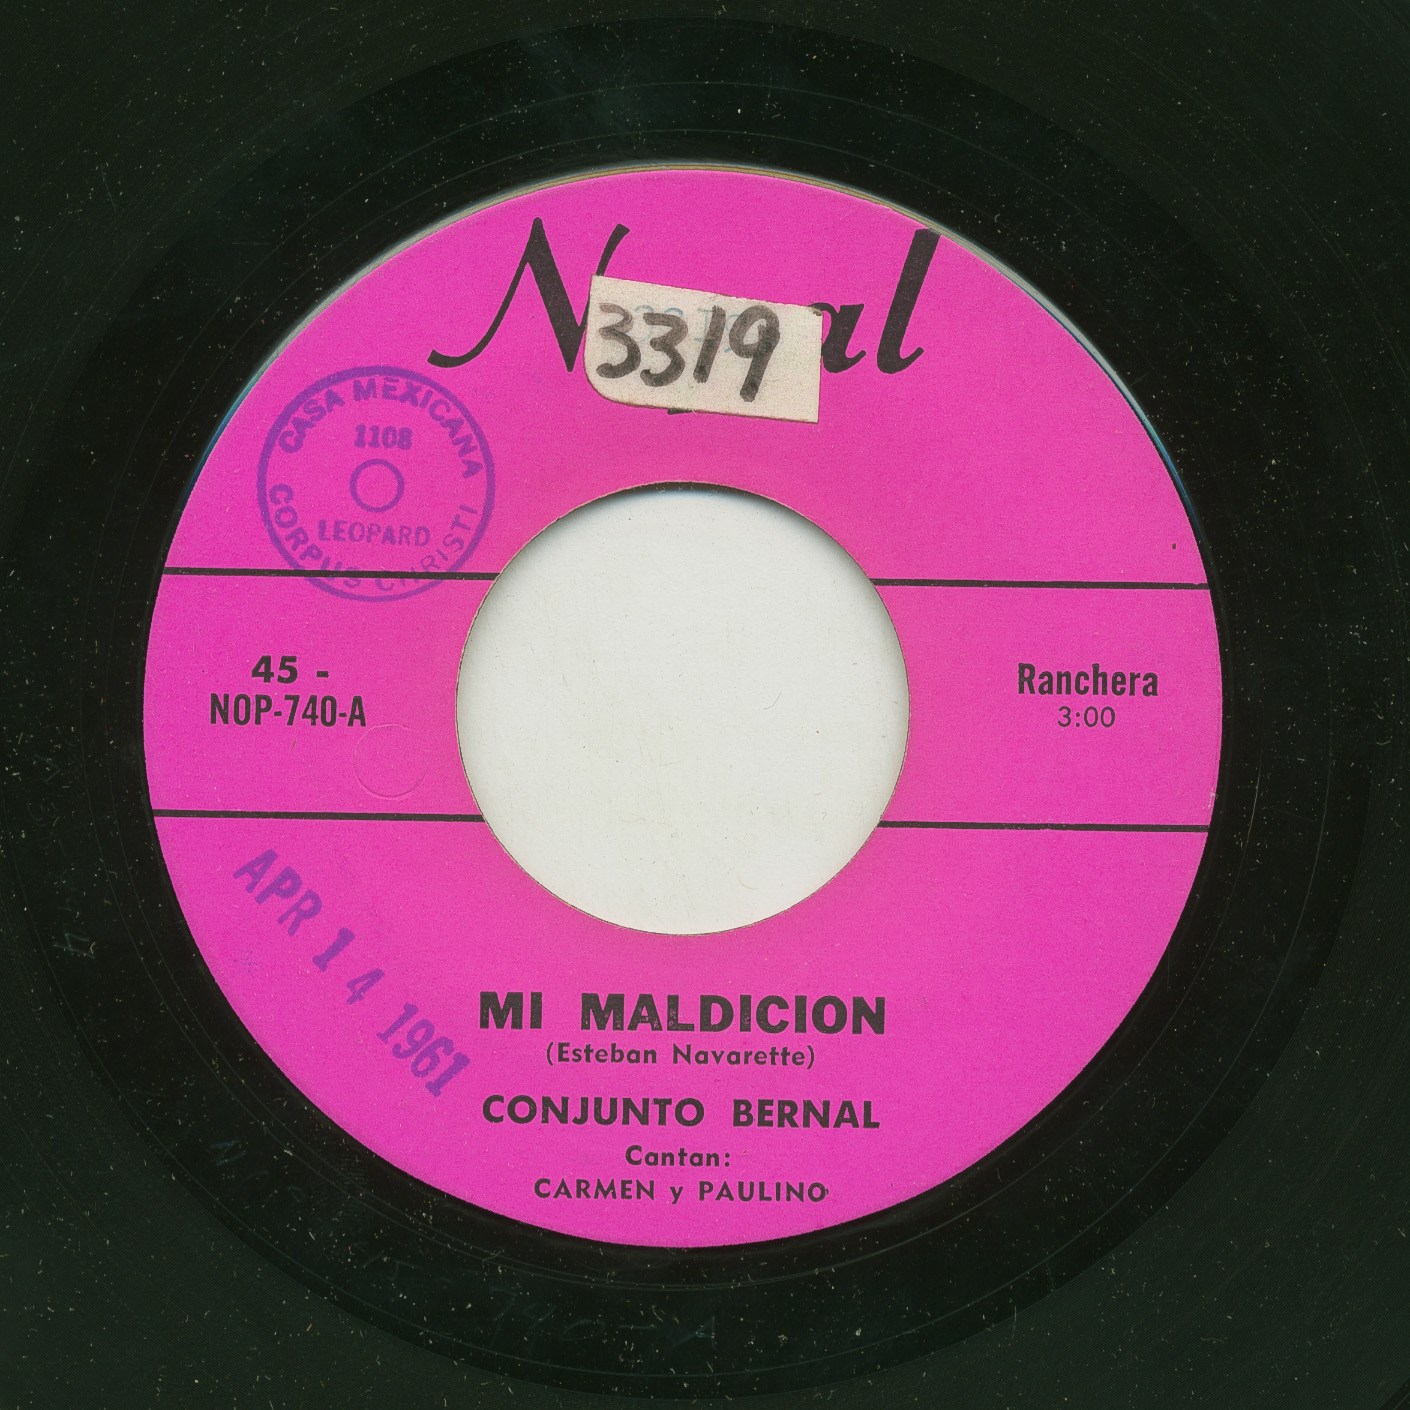 3319
CASA MEXICANA
1108
LEOPARD
CORPUS CHRISTI
45 -
NOP-740-A
Ranchera
3:00
APR 14 1961
MI MALDICION
(Esteban Navarette)
CONJUNTO BERNAL
Cantan:
CARMEN y PAULINO